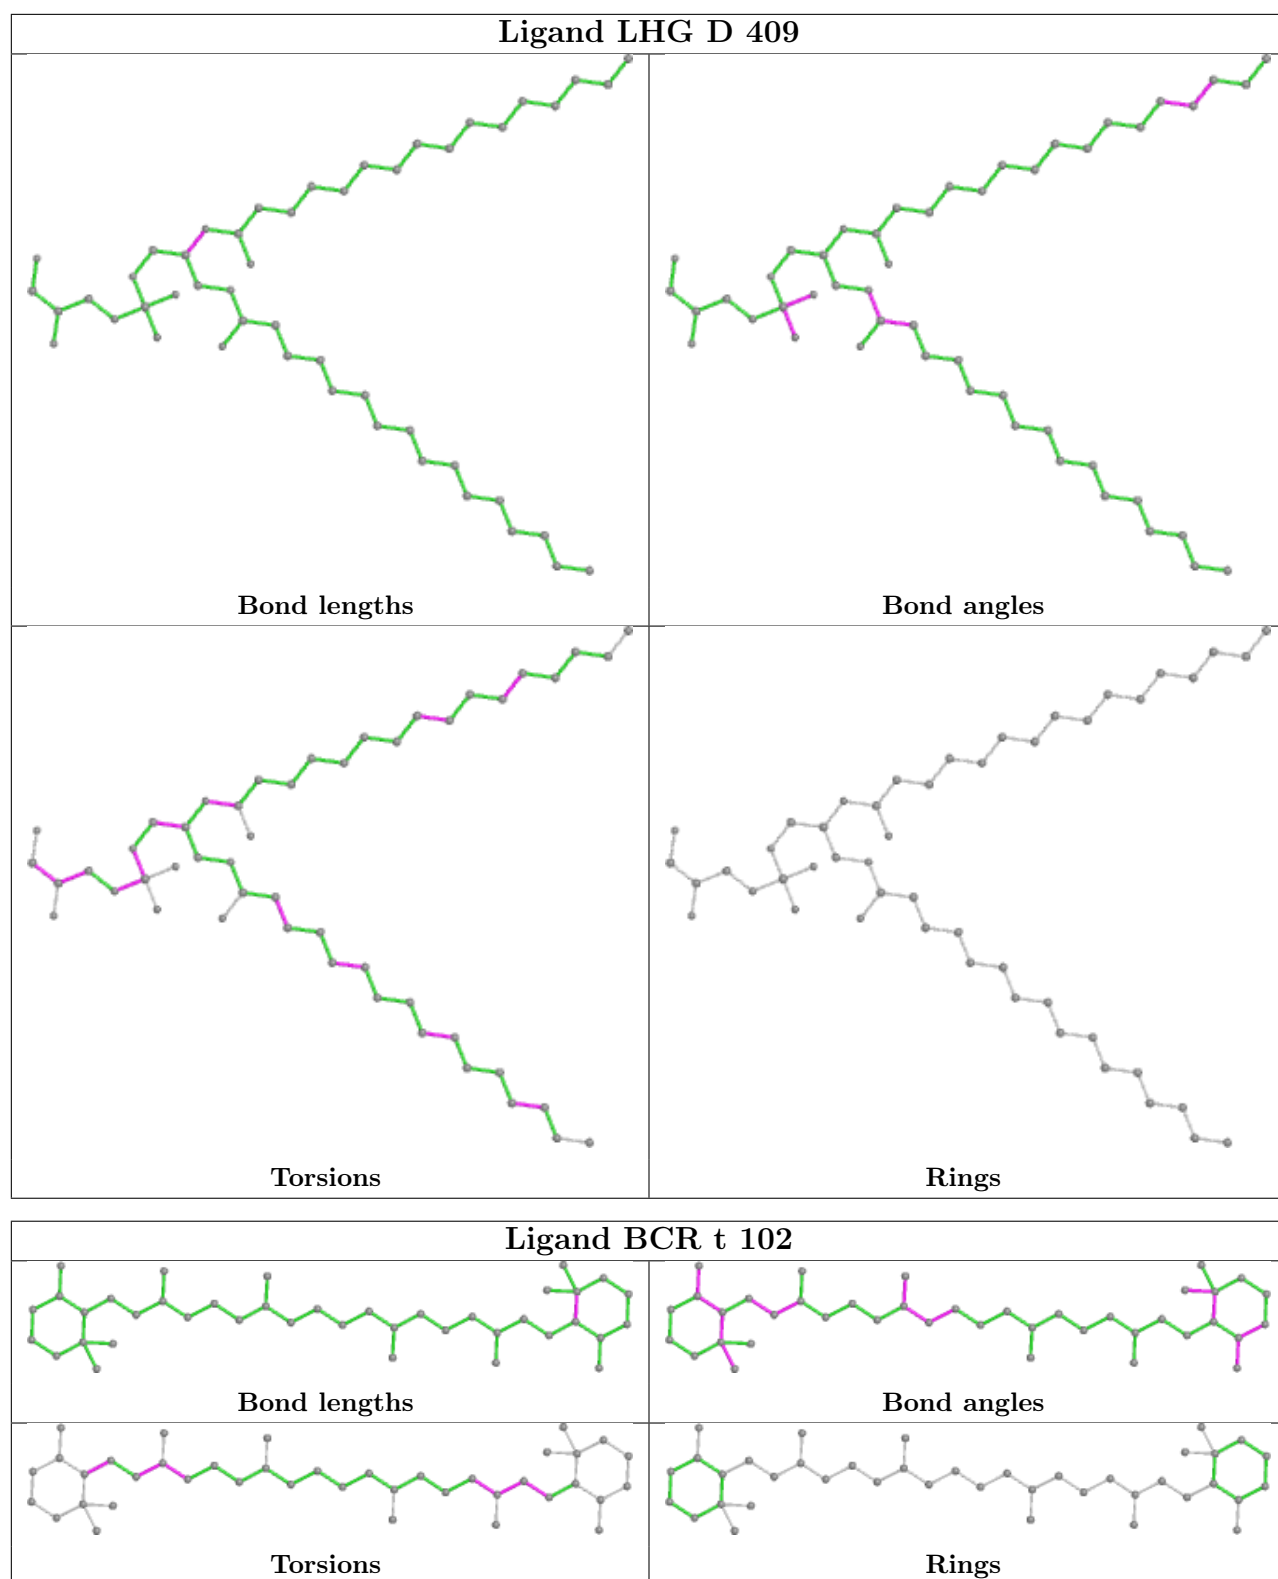 Ligand LHG D 409
Bond lengths
Bond angles
Torsions
Rings
Ligand BCR t 102
Bond lengths
Bond angles
Torsions
Rings